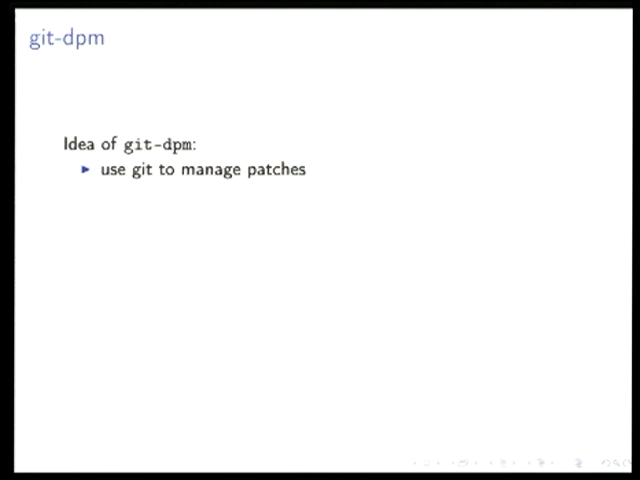 git-dpm
Idea of git-dpm:
► use git to manage patches